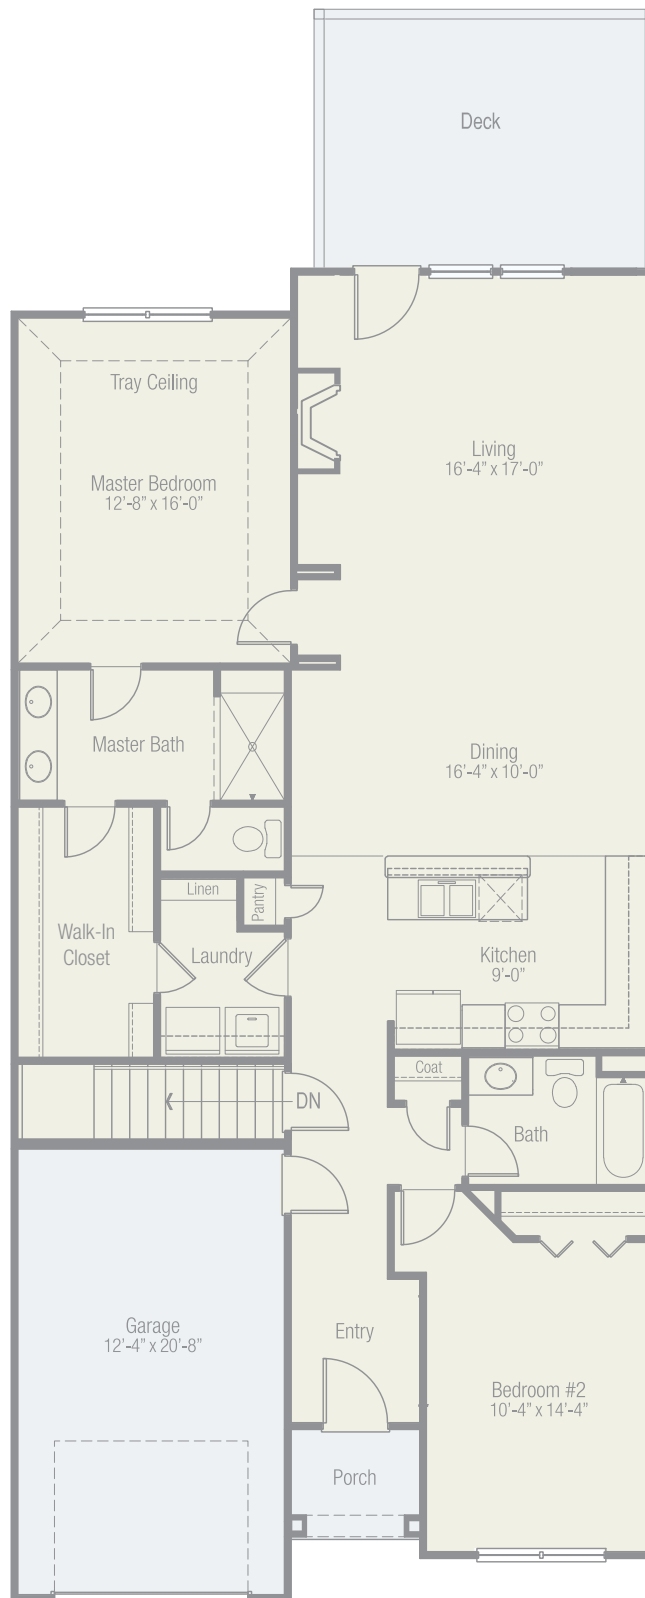 Deck
Tray Ceiling
Living
16'-4" x 17'-0"
Master Bedroom
12'-8" x 16'-0"
Master Bath
Dining
16'-4" x 10'-0"
Linen
Pantry
Walk-In
Closet
Laundry
Kitchen
9'-0"
Coat
DN
Bath
Garage
12'-4" x 20'-8"
Entry
Bedroom #2
10'-4" x 14'-4"
Porch